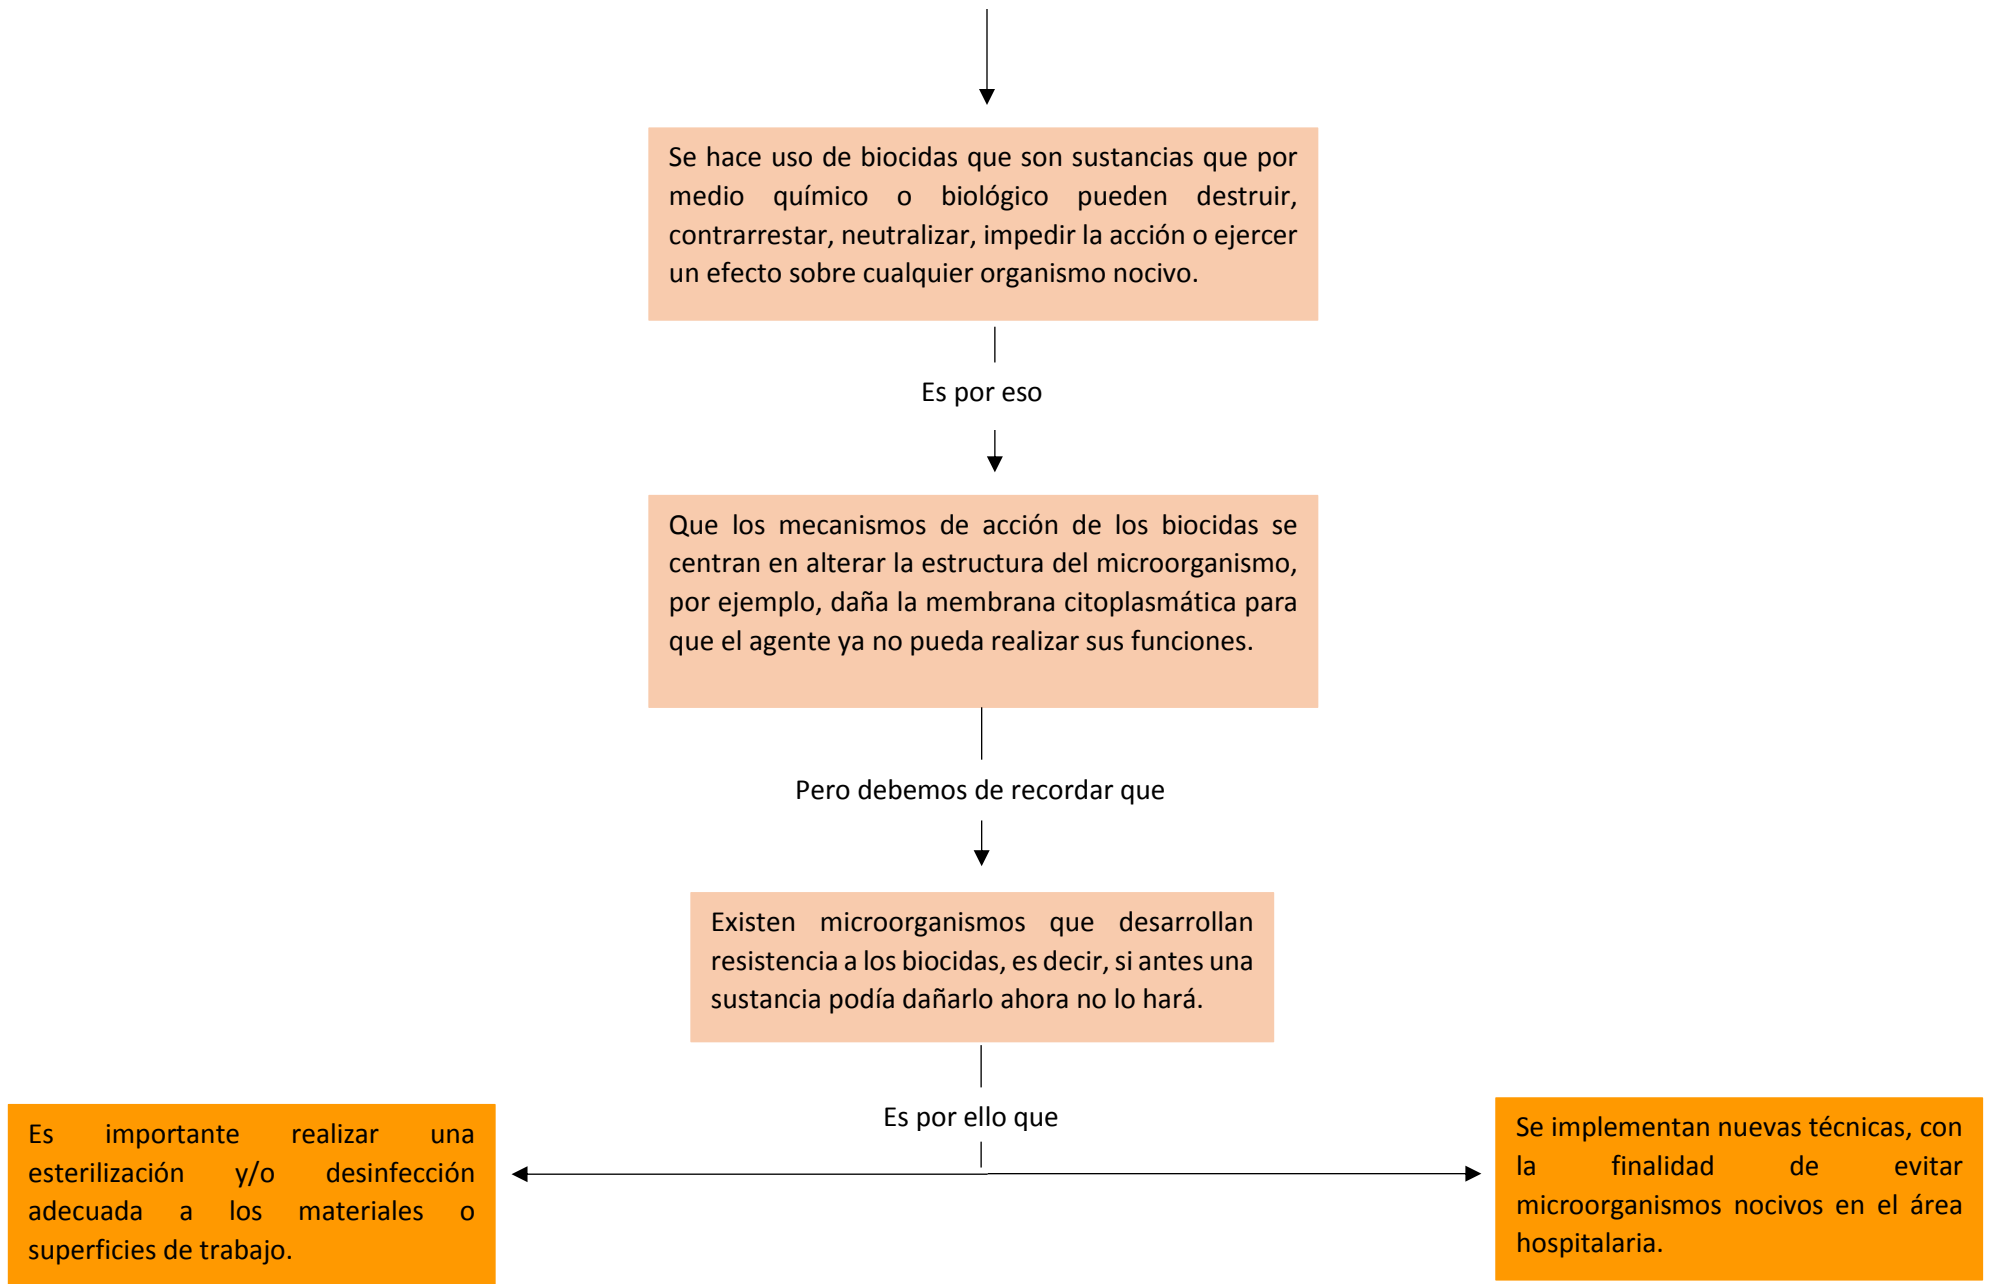 Se hace uso de biocidas que son sustancias que por
medio químico o biológico pueden destruir,
contrarrestar, neutralizar, impedir la acción o ejercer
un efecto sobre cualquier organismo nocivo.
Es por eso
Que los mecanismos de acción de los biocidas se
centran en alterar la estructura del microorganismo,
por ejemplo, daña la membrana citoplasmática para
que el agente ya no pueda realizar sus funciones.
Pero debemos de recordar que
Existen microorganismos que desarrollan
resistencia a los biocidas, es decir, si antes una
sustancia podía dañarlo ahora no lo hará.
Es por ello que
Es importante realizar una
esterilización y/o desinfección
adecuada a los materiales o
superficies de trabajo.
Se implementan nuevas técnicas, con
la finalidad de evitar
microorganismos nocivos en el área
hospitalaria.